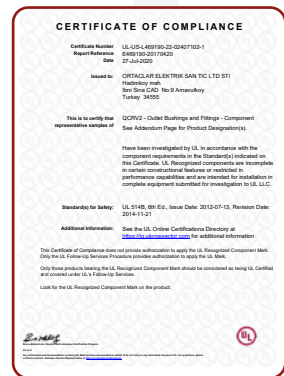 CERTIFICATE OF COMPLIANCE
Certificate Number UL-US-L469190-22-02407102-1
Report Reference E469190-20170420
Date 27-Jul-2020
Issued to: ORTACLAR ELEKTRIK SAN TIC LTD STI
Hadimkoy mah
Ibni Sina CAD No:9 Arnavutkoy
Turkey 34555
This is to certify that QCRV2 - Outlet Bushings and Fittings - Component
representative samples of See Addendum Page for Product Designation(s).
Have been investigated by UL in accordance with the
component requirements in the Standard(s) indicated on
this Certificate. UL Recognized components are incomplete
in certain constructional features or restricted in
performance capabilities and are intended for installation in
complete equipment submitted for investigation to UL LLC.
Standard(s) for Safety: UL 514B, 6th Ed., Issue Date: 2012-07-13, Revision Date:
2014-11-21
Additional Information: See the UL Online Certifications Directory at
https://iq.ulprospector.com for additional information
This Certificate of Compliance does not provide authorization to apply the UL Recognized Component Mark.
Only the UL Follow-Up Services Procedure provides authorization to apply the UL Mark.
Only those products bearing the UL Recognized Component Mark should be considered as being UL Certified
and covered under UL's Follow-Up Services.
Look for the UL Recognized Component Mark on the product.
UL